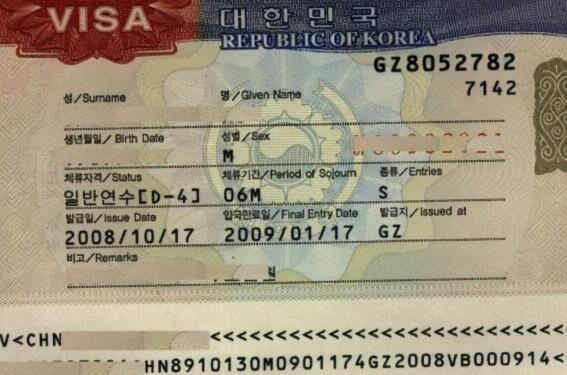 VISA
대한민국
REPUBLIC OF KOREA
GZ8052782
7142
성/Surname 명/Given Name
생년월일/Birth Date 성별/Sex
M
체류자격/Status 체류기간/Period of Sojourn 종류/Entries
일반연수[D-4] 06M S
발급일/Issue Date 입국만료일/Final Entry Date 발급지/Issued at
2008/10/17 2009/01/17 GZ
비고/Remarks
V<CHN <<<<<<<<<<<<<<<<<<<<<<<<<<
HN8910130M0901174GZ2008VB000914<